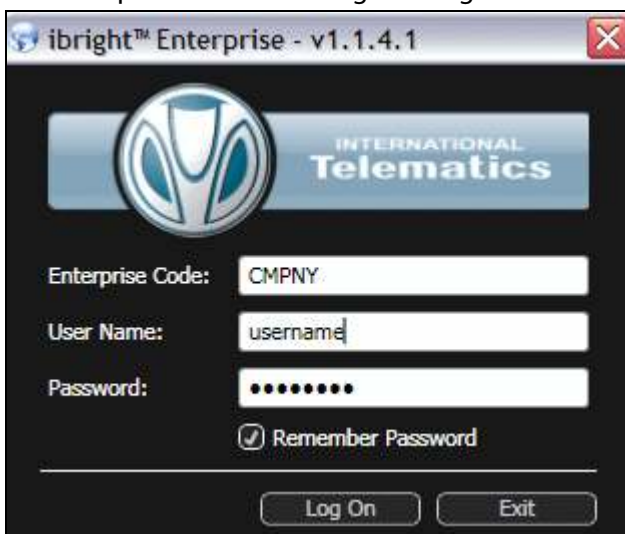 ibright™ Enterprise - v1.1.4.1
INTERNATIONAL
Telematics
Enterprise Code: CMPNY
User Name: username
Password: ●●●●●●●●
Remember Password
Log On Exit